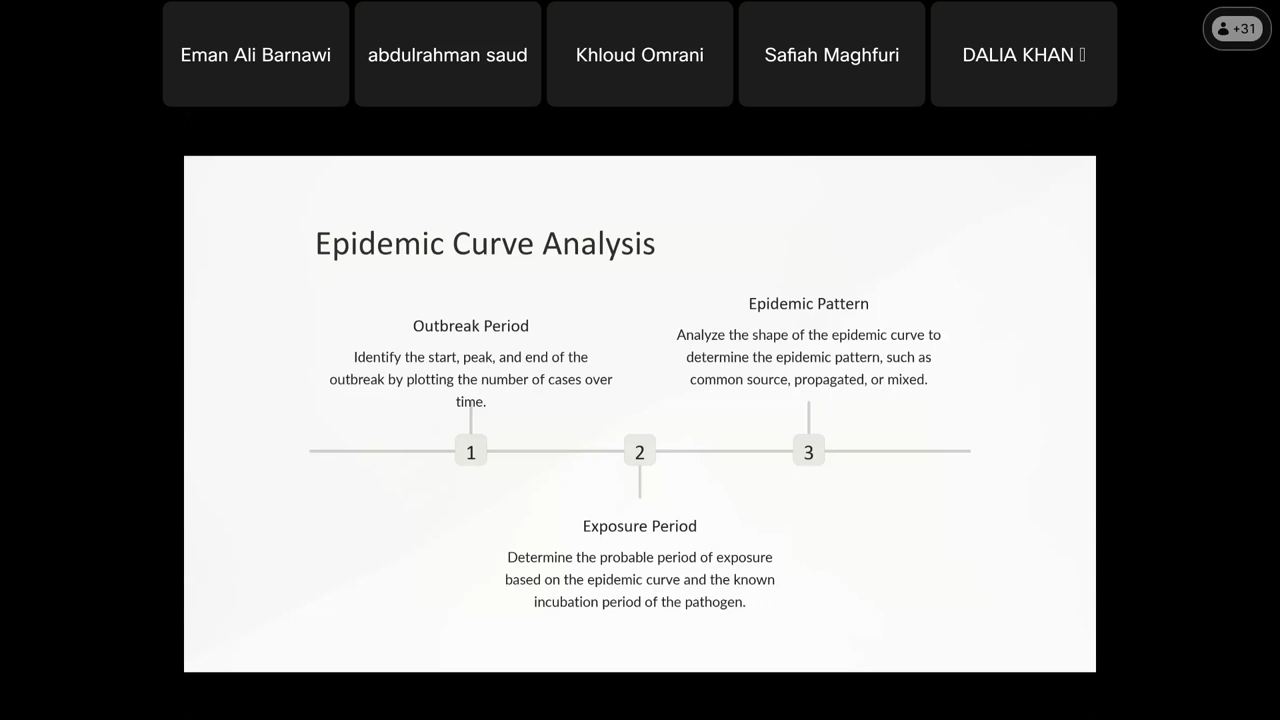 Eman Ali Barnawi
abdulrahman saud
Khloud Omrani
Safiah Maghfuri
DALIA KHAN
+31
Epidemic Curve Analysis
Epidemic Pattern
Analyze the shape of the epidemic curve to
determine the epidemic pattern, such as
common source, propagated, or mixed.
Outbreak Period
Identify the start, peak, and end of the
outbreak by plotting the number of cases over
time.
1
2
3
Exposure Period
Determine the probable period of exposure
based on the epidemic curve and the known
incubation period of the pathogen.